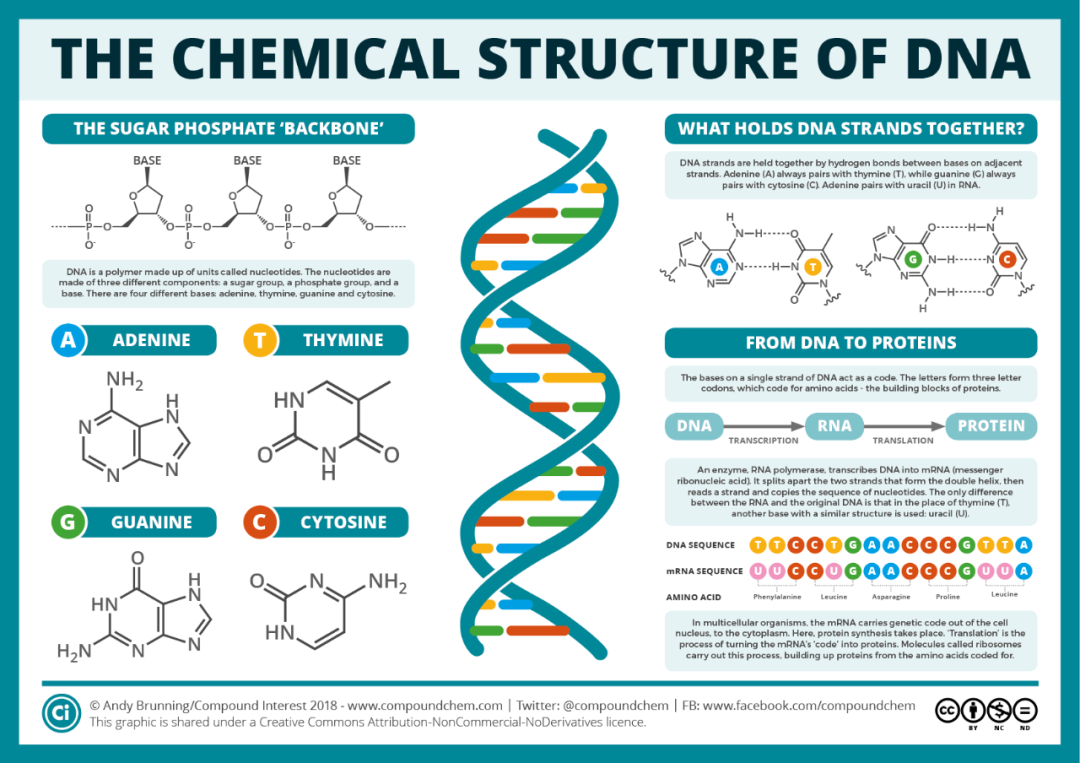 THE CHEMICAL STRUCTURE OF DNA
THE SUGAR PHOSPHATE ‘BACKBONE’
BASE BASE BASE
O O O
O O O
P O P O P O O
O- O- O-
DNA is a polymer made up of units called nucleotides. The nucleotides are
made of three different components: a sugar group, a phosphate group, and a
base. There are four different bases: adenine, thymine, guanine and cytosine.
A ADENINE
NH2
H
N
N
N
N
T THYMINE
HN
O
N
H
O
G GUANINE
O
H
HN
N
H2N
N
N
C CYTOSINE
O
N
NH2
HN
WHAT HOLDS DNA STRANDS TOGETHER?
DNA strands are held together by hydrogen bonds between bases on adjacent
strands. Adenine (A) always pairs with thymine (T), while guanine (G) always
pairs with cytosine (C). Adenine pairs with uracil (U) in RNA.
H
N N H O
N A N H N T
N O N
N O H N H
N G N H N C
N N H O N
H
FROM DNA TO PROTEINS
The bases on a single strand of DNA act as a code. The letters form three letter
codons, which code for amino acids - the building blocks of proteins.
DNA RNA PROTEIN
TRANSCRIPTION TRANSLATION
An enzyme, RNA polymerase, transcribes DNA into mRNA (messenger
ribonucleic acid). It splits apart the two strands that form the double helix, then
reads a strand and copies the sequence of nucleotides. The only difference
between the RNA and the original DNA is that in the place of thymine (T),
another base with a similar structure is used: uracil (U).
DNA SEQUENCE T T C C T G A A C C C G T T A
mRNA SEQUENCE U U C C U G A A C C C G U U A
AMINO ACID Phenylalanine Leucine Asparagine Proline Leucine
In multicellular organisms, the mRNA carries genetic code out of the cell
nucleus, to the cytoplasm. Here, protein synthesis takes place. ‘Translation’ is the
process of turning the mRNA’s ‘code’ into proteins. Molecules called ribosomes
carry out this process, building up proteins from the amino acids coded for.
Ci © Andy Brunning/Compound Interest 2018 - www.compoundchem.com | Twitter: @compoundchem | FB: www.facebook.com/compoundchem
This graphic is shared under a Creative Commons Attribution-NonCommercial-NoDerivatives licence.
cc
BY NC ND